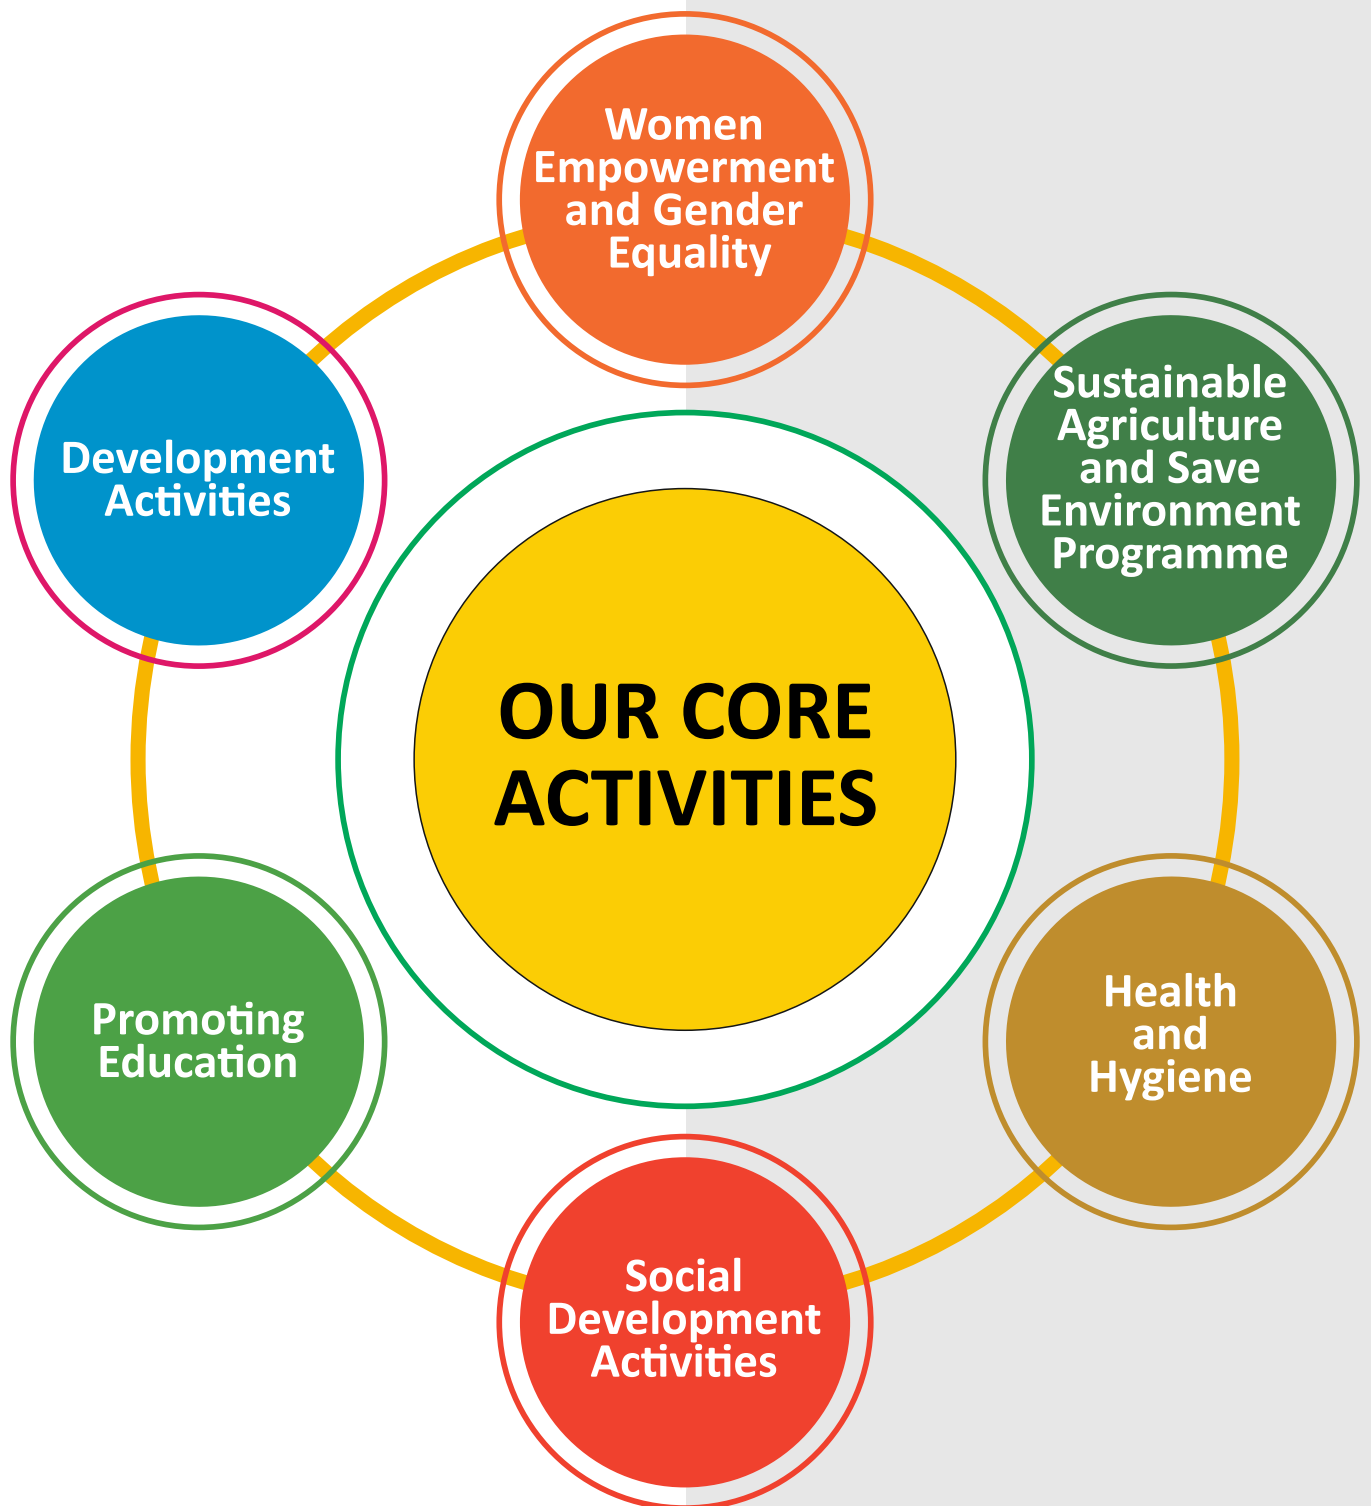 Women
Empowerment
and Gender
Equality
Sustainable
Agriculture
and Save
Environment
Programme
Development
Activities
OUR CORE
ACTIVITIES
Health
and
Hygiene
Promoting
Education
Social
Development
Activities